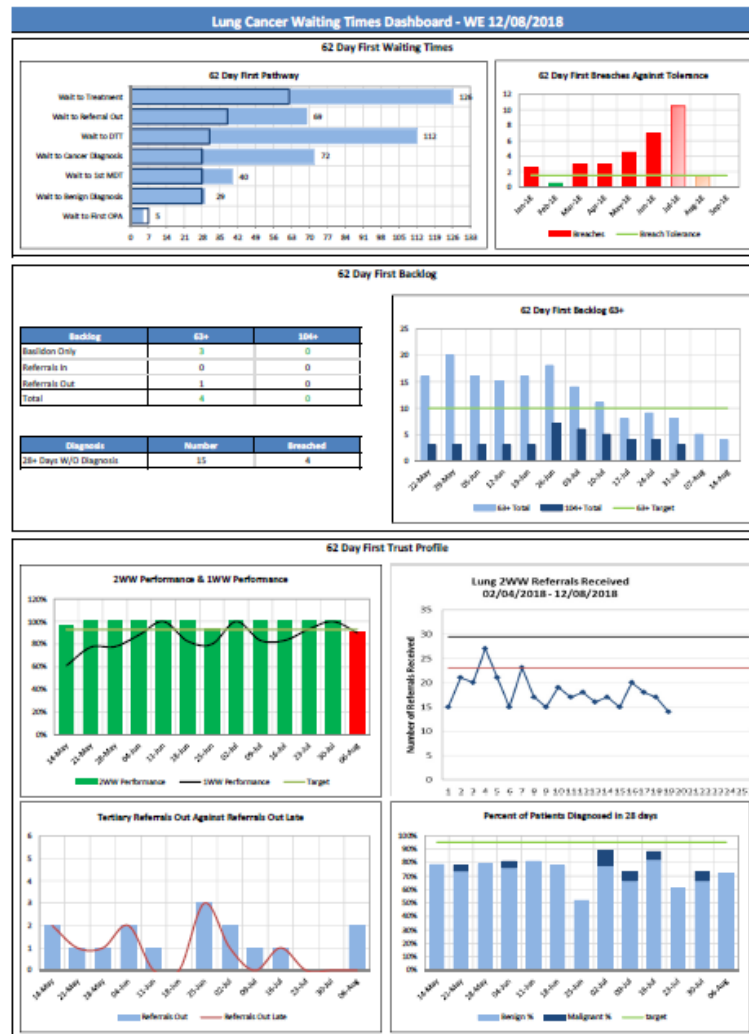 Lung Cancer Waiting Times Dashboard - WE 12/08/2018
62 Day First Waiting Times
62 Day First Pathway
Wait to Treatment 126
Wait to Referral Out 69
Wait to DTT 112
Wait to Cancer Diagnosis 72
Wait to 1st MDT 40
Wait to Benign Diagnosis 29
Wait to First OPA 5
0 7 14 21 28 35 42 49 56 63 70 77 84 91 98 105 112 119 126 133
62 Day First Breaches Against Tolerance
12
10
8
6
4
2
0
Jan-18 Feb-18 Mar-18 Apr-18 May-18 Jun-18 Jul-18 Aug-18 Sep-18
Breaches Breach Tolerance
62 Day First Backlog
Backlog 63+ 104+
Basildon Only 3 0
Referrals In 0 0
Referrals Out 1 0
Total 4 0
Diagnosis Number Breached
28+ Days W/O Diagnosis 15 4
62 Day First Backlog 63+
25
20
15
10
5
0
22-May 29-May 05-Jun 12-Jun 19-Jun 26-Jun 03-Jul 10-Jul 17-Jul 24-Jul 31-Jul 07-Aug 14-Aug
63+ Total 104+ Total 63+ Target
62 Day First Trust Profile
2WW Performance & 1WW Performance
120%
100%
80%
60%
40%
20%
0%
14-May 21-May 28-May 04-Jun 11-Jun 18-Jun 25-Jun 02-Jul 09-Jul 16-Jul 23-Jul 30-Jul 06-Aug
2WW Performance 1WW Performance Target
Lung 2WW Referrals Received
02/04/2018 - 12/08/2018
Number of Referrals Received
35
30
25
20
15
10
5
0
1 2 3 4 5 6 7 8 9 10 11 12 13 14 15 16 17 18 19 20 21 22 23 24 25
Tertiary Referrals Out Against Referrals Out Late
6
5
4
3
2
1
0
14-May 21-May 28-May 04-Jun 11-Jun 18-Jun 25-Jun 02-Jul 09-Jul 16-Jul 23-Jul 30-Jul 06-Aug
Referrals Out Referrals Out Late
Percent of Patients Diagnosed in 28 days
100%
90%
80%
70%
60%
50%
40%
30%
20%
10%
0%
14-May 21-May 28-May 04-Jun 11-Jun 18-Jun 25-Jun 02-Jul 09-Jul 16-Jul 23-Jul 30-Jul 06-Aug
Benign % Malignant % target